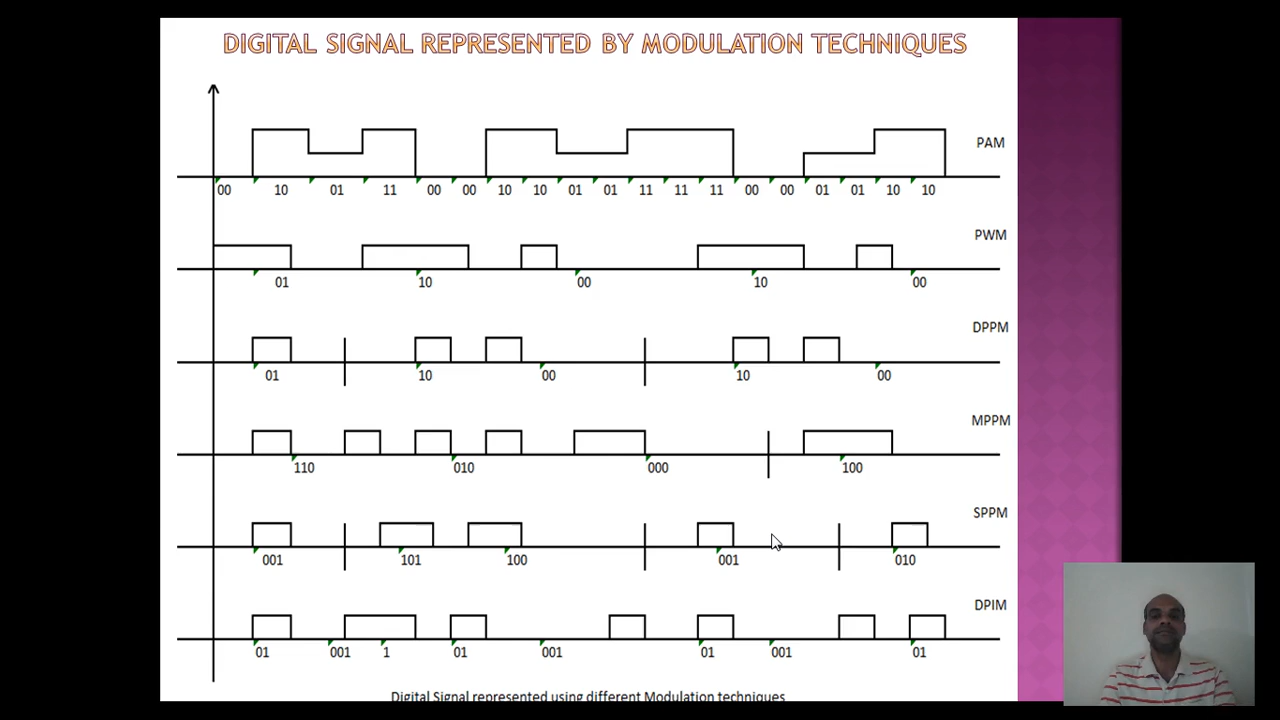 DIGITAL SIGNAL REPRESENTED BY MODULATION TECHNIQUES
PAM
00 10 01 11 00 00 10 10 01 01 11 11 11 00 00 01 01 10 10
PWM
01 10 00 10 00
DPPM
01 10 00 10 00
MPPM
110 010 000 100
SPPM
001 101 100 001 010
DPIM
01 001 1 01 001 01 001 01
Digital Signal represented using different Modulation techniques